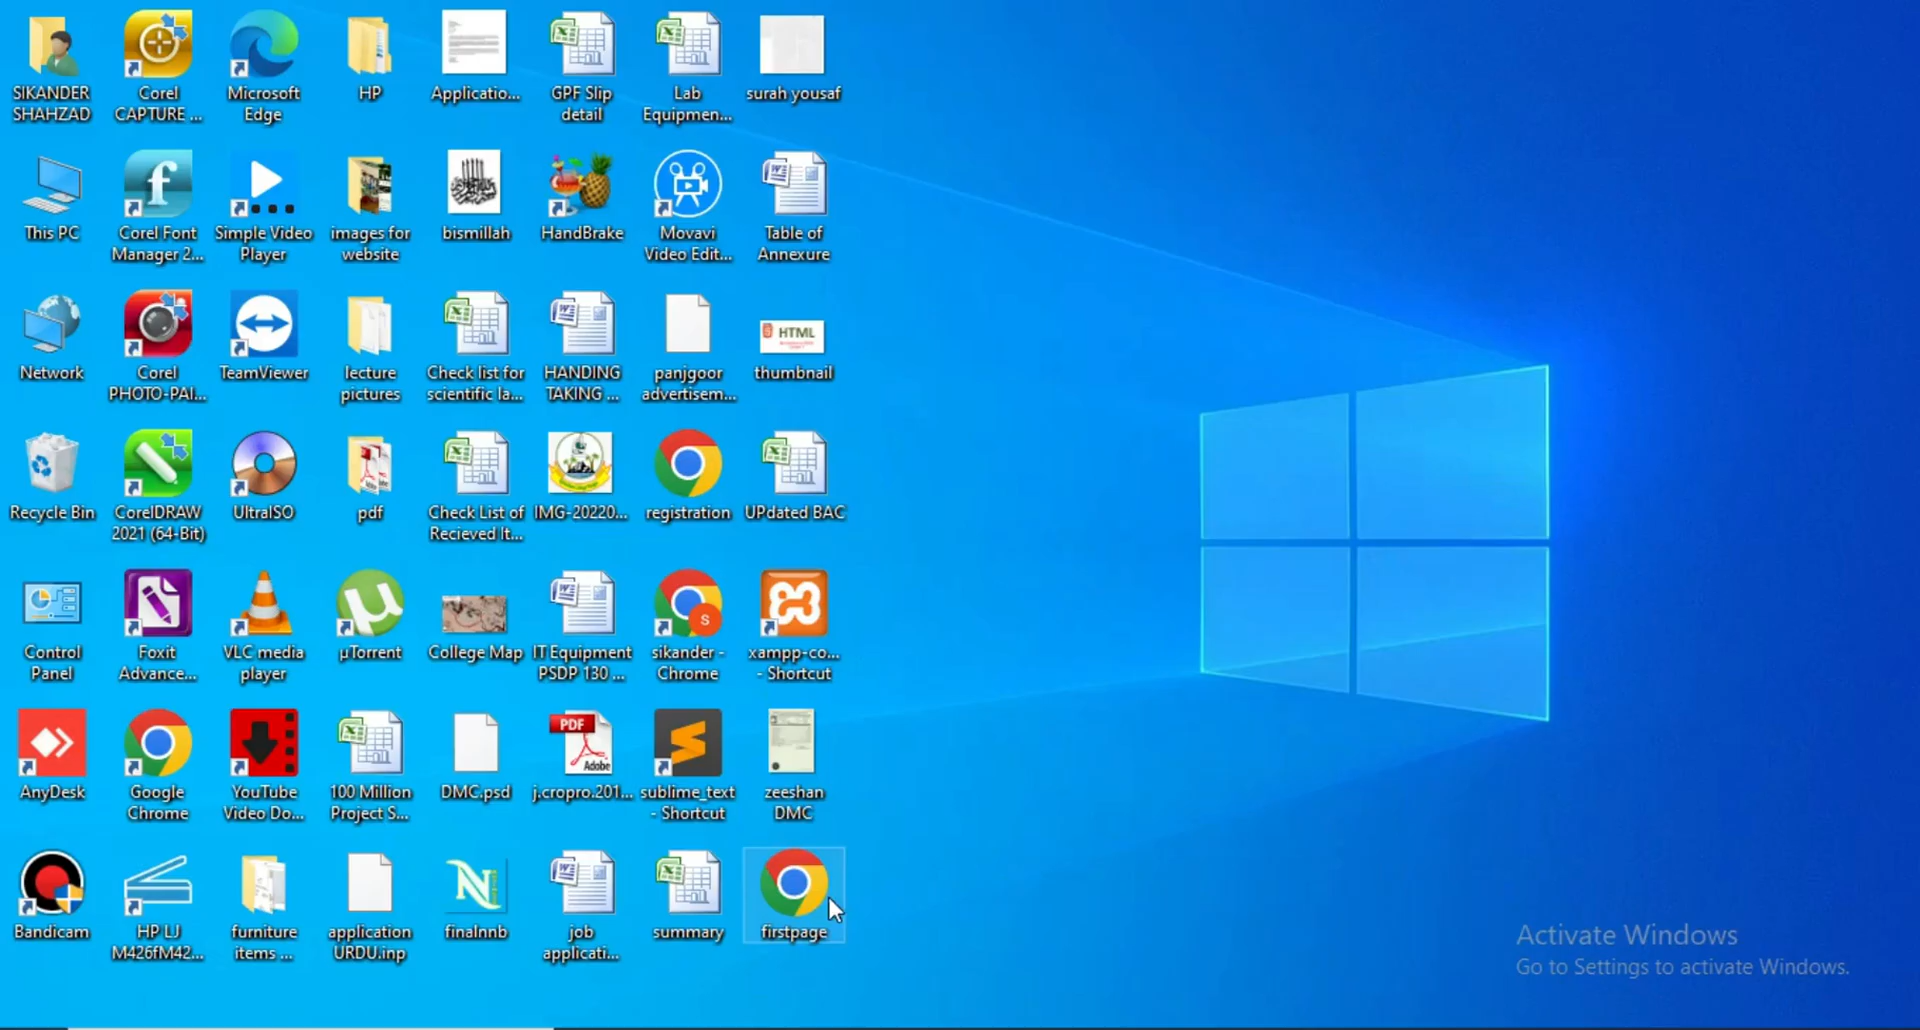 SIKANDER
SHAHZAD
Corel
CAPTURE ...
Microsoft
Edge
HP
Applicatio...
GPF Slip
detail
Lab
Equipmen...
surah yousaf
This PC
Corel Font
Manager 2...
Simple Video
Player
images for
website
bismillah
HandBrake
Movavi
Video Edit...
Table of
Annexure
Network
Corel
PHOTO-PAI...
TeamViewer
lecture
pictures
Check list for
scientific la...
HANDING
TAKING ...
panjgoor
advertisem...
HTML
thumbnail
Recycle Bin
CorelDRAW
2021 (64-Bit)
UltraISO
pdf
Check List of
Recieved It...
IMG-20220...
registration
UPdated BAC
Control
Panel
Foxit
Advance...
VLC media
player
µTorrent
College Map
IT Equipment
PSDP 130 ...
S
sikander -
Chrome
xampp-co...
- Shortcut
AnyDesk
Google
Chrome
YouTube
Video Do...
100 Million
Project S...
DMC.psd
PDF
Adobe
j.cropro.201...
sublime_text
- Shortcut
zeeshan
DMC
Bandicam
HP LJ
M426fM42...
furniture
items ...
application
URDU.inp
finalnnb
job
applicati...
summary
firstpage
Activate Windows
Go to Settings to activate Windows.